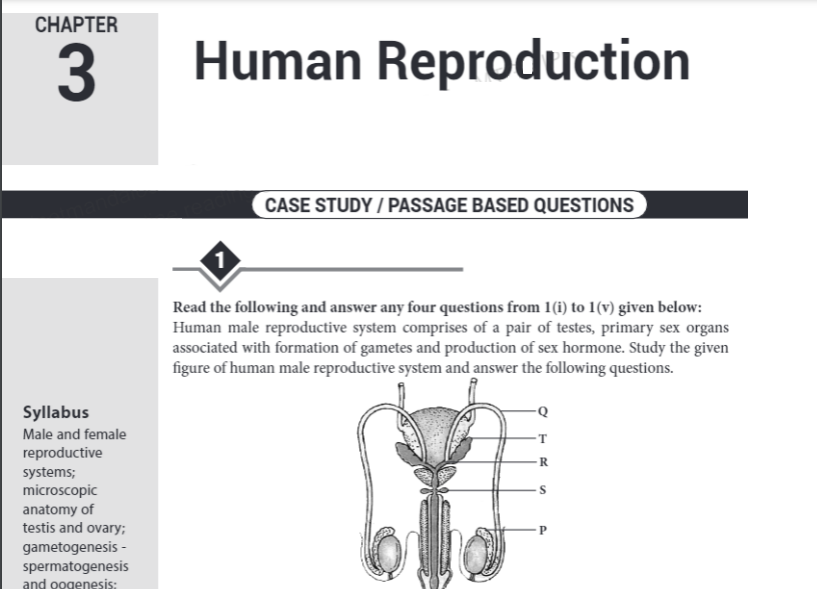 CHAPTER
3
Human Reproduction
CASE STUDY / PASSAGE BASED QUESTIONS
1
Read the following and answer any four questions from 1(i) to 1(v) given below:
Human male reproductive system comprises of a pair of testes, primary sex organs
associated with formation of gametes and production of sex hormone. Study the given
figure of human male reproductive system and answer the following questions.
Q
T
R
S
P
Syllabus
Male and female
reproductive
systems;
microscopic
anatomy of
testis and ovary;
gametogenesis -
spermatogenesis
and oogenesis;